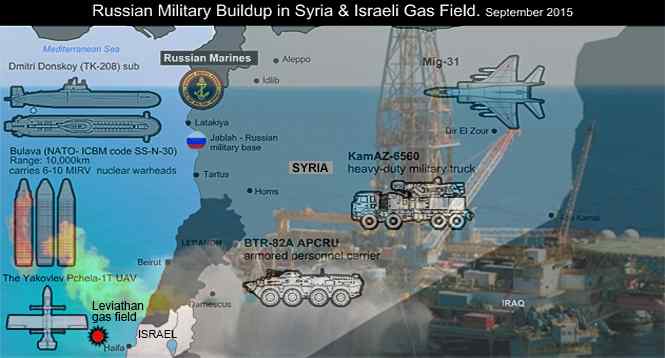 Russian Military Buildup in Syria & Israeli Gas Field. September 2015
Mediterranean Sea
Dmitri Donskoy (TK-208) sub
Russian Marines
Aleppo
Idlib
Mig-31
Latakiya
Dir El Zour
Jablah - Russian
military base
Bulava (NATO- ICBM code SS-N-30)
Range: 10,000km
carries 6-10 MIRV nuclear warheads
SYRIA
KamAZ-6560
heavy-duty military truck
Tartus
Homs
Abu Kamal
LEBANON
BTR-82A APCRU
armored personnel carrier
Beirut
The Yakovlev Pchela-1T UAV
Damascus
Leviathan
gas field
IRAQ
ISRAEL
Haifa